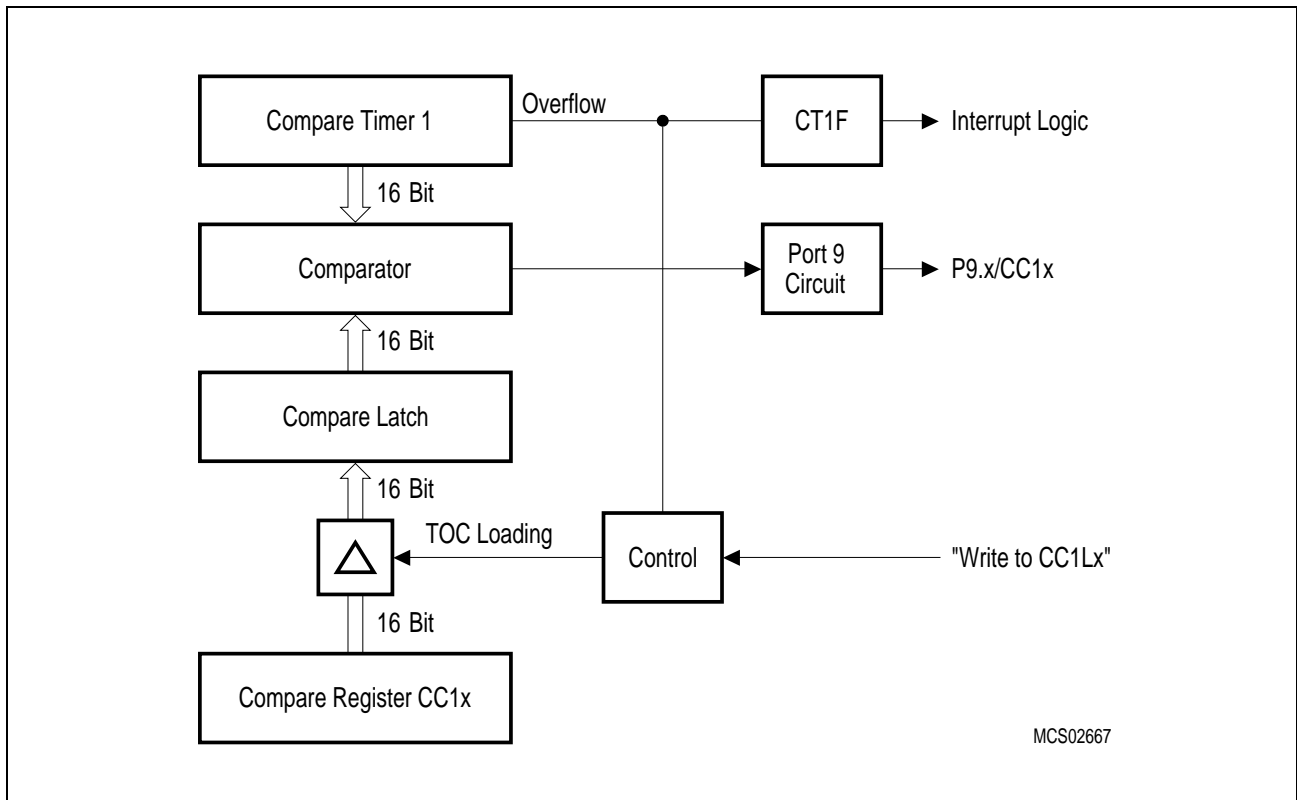 Compare Timer 1
Overflow
CT1F
Interrupt Logic
16 Bit
Comparator
Port 9
Circuit
P9.x/CC1x
16 Bit
Compare Latch
16 Bit
TOC Loading
Control
"Write to CC1Lx"
16 Bit
Compare Register CC1x
MCS02667